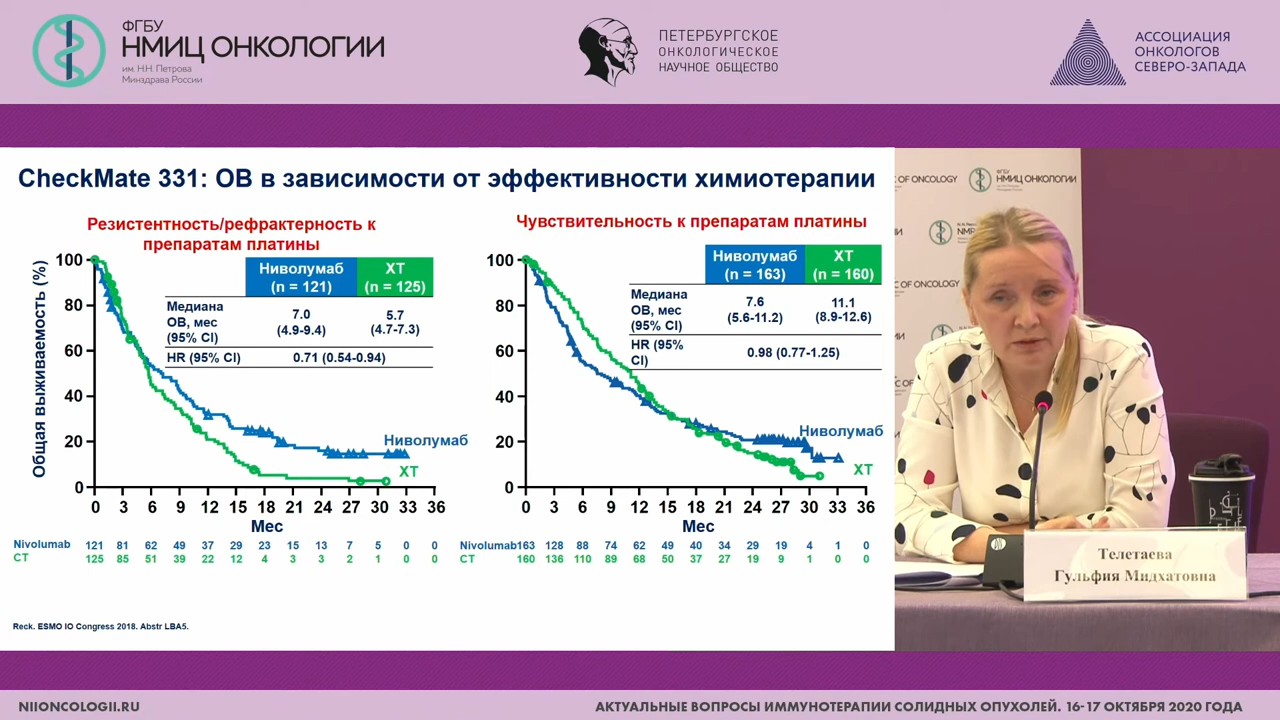 ФГБУ
НМИЦ ОНКОЛОГИИ
им. Н.Н. Петрова
Минздрава России
ПЕТЕРБУРГСКОЕ
ОНКОЛОГИЧЕСКОЕ
НАУЧНОЕ ОБЩЕСТВО
АССОЦИАЦИЯ
ОНКОЛОГОВ
СЕВЕРО-ЗАПАДА
CheckMate 331: ОВ в зависимости от эффективности химиотерапии
Резистентность/рефрактерность к
препаратам платины
Ниволумаб
(n = 121)
ХТ
(n = 125)
Медиана
ОВ, мес
(95% CI)
7.0
(4.9-9.4)
5.7
(4.7-7.3)
HR (95% CI)
0.71 (0.54-0.94)
Общая выживаемость (%)
100
80
60
40
20
0
Ниволумаб
ХТ
0 3 6 9 12 15 18 21 24 27 30 33 36
Мес
Nivolumab 121 81 62 49 37 29 23 15 13 7 5 0 0
CT 125 85 51 39 22 12 4 3 3 2 1 0 0
Чувствительность к препаратам платины
Ниволумаб
(n = 163)
ХТ
(n = 160)
Медиана
ОВ, мес
(95% CI)
7.6
(5.6-11.2)
11.1
(8.9-12.6)
HR (95%
CI)
0.98 (0.77-1.25)
100
80
60
40
20
0
Ниволумаб
ХТ
0 3 6 9 12 15 18 21 24 27 30 33 36
Мес
Nivolumab 163 128 88 74 62 49 40 34 29 19 4 1 0
CT 160 136 110 89 68 50 37 27 19 9 1 0 0
Reck. ESMO IO Congress 2018. Abstr LBA5.
C OF ONCOLOGY
ФГБУ
НМИЦ ОНКОЛОГИИ
OF ONCOLOGY
OF ONCOLOGY
Телетаева
Гульфия Мидхатовна
NIIONCOLOGII.RU
АКТУАЛЬНЫЕ ВОПРОСЫ ИММУНОТЕРАПИИ СОЛИДНЫХ ОПУХОЛЕЙ. 16-17 ОКТЯБРЯ 2020 ГОДА